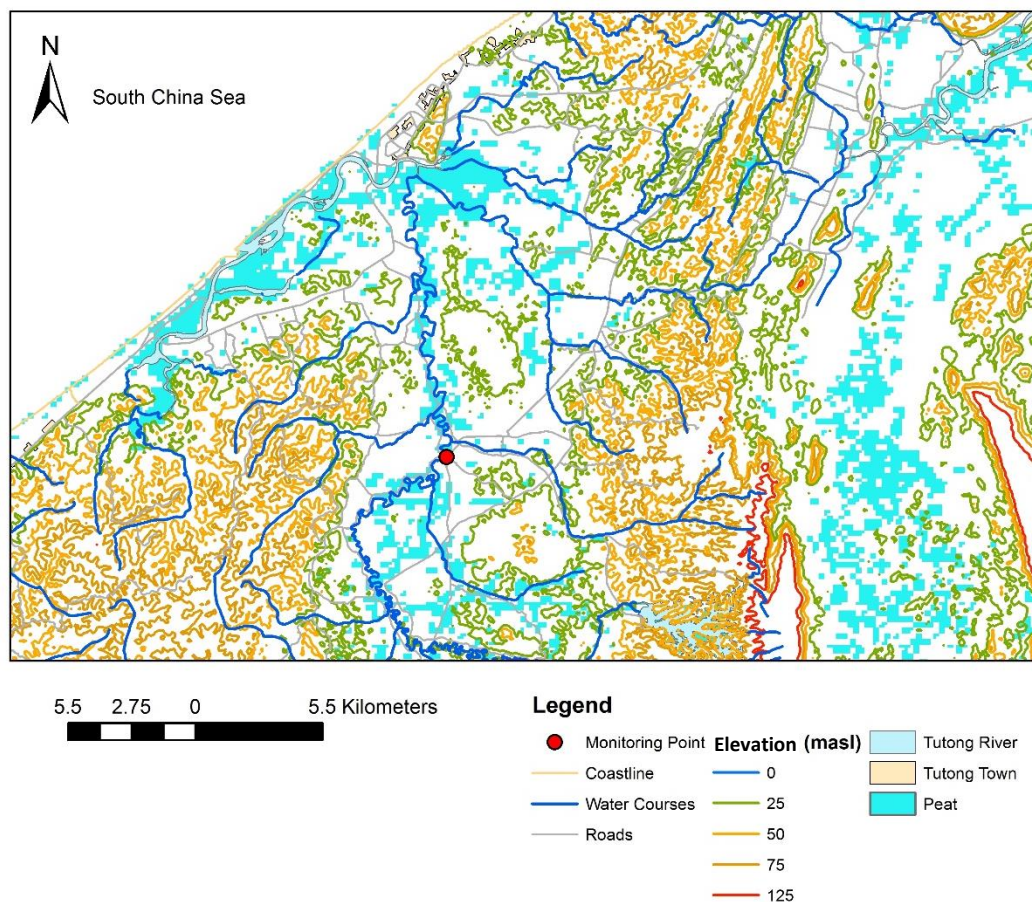 N
South China Sea
5.5 2.75 0 5.5 Kilometers
Legend
Monitoring Point
Coastline
Water Courses
Roads
Elevation (masl)
0
25
50
75
125
Tutong River
Tutong Town
Peat